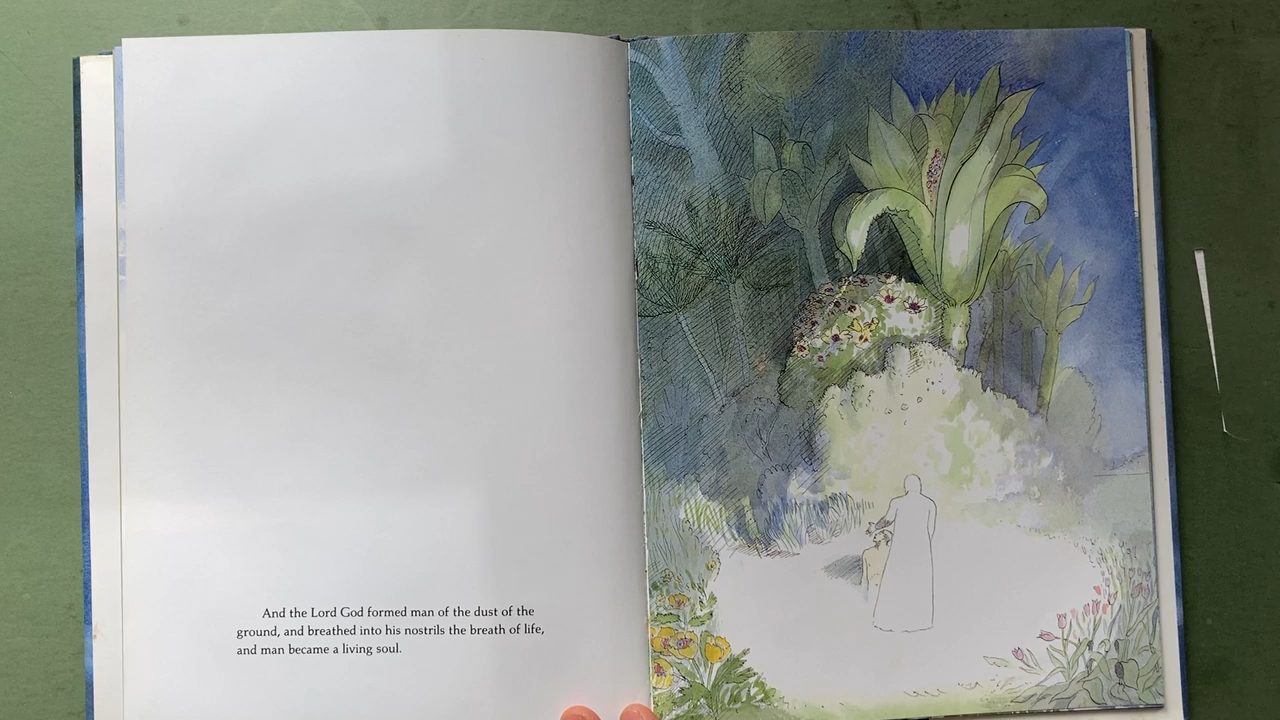 And the Lord God formed man of the dust of the
ground, and breathed into his nostrils the breath of life,
and man became a living soul.